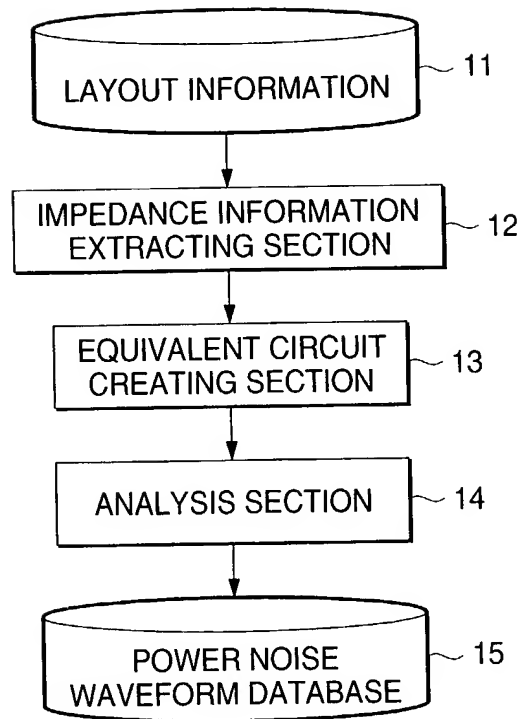 LAYOUT INFORMATION
11
IMPEDANCE INFORMATION
EXTRACTING SECTION
12
EQUIVALENT CIRCUIT
CREATING SECTION
13
ANALYSIS SECTION
14
POWER NOISE
WAVEFORM DATABASE
15